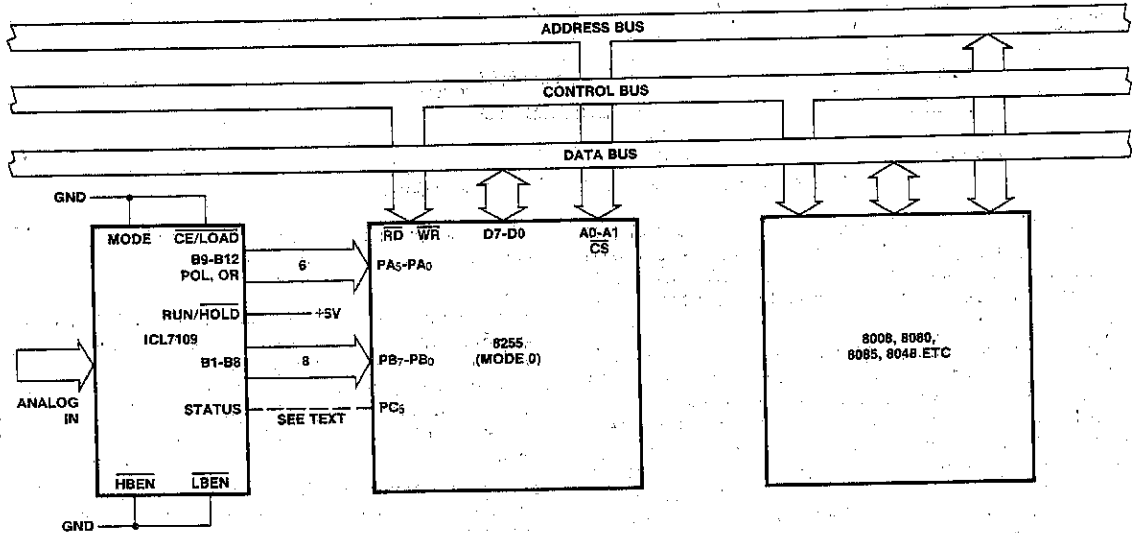 ADDRESS BUS
CONTROL BUS
DATA BUS
GND
MODE
CE/LOAD
B9-B12
POL, OR
6
RUN/HOLD
+5V
ICL7109
B1-B8
8
STATUS
SEE TEXT
ANALOG
IN
HBEN
LBEN
GND
RD
WR
D7-D0
A0-A1
CS
PA5-PA0
8255
(MODE 0)
PB7-PB0
PC5
8008, 8080,
8085, 8048 ETC